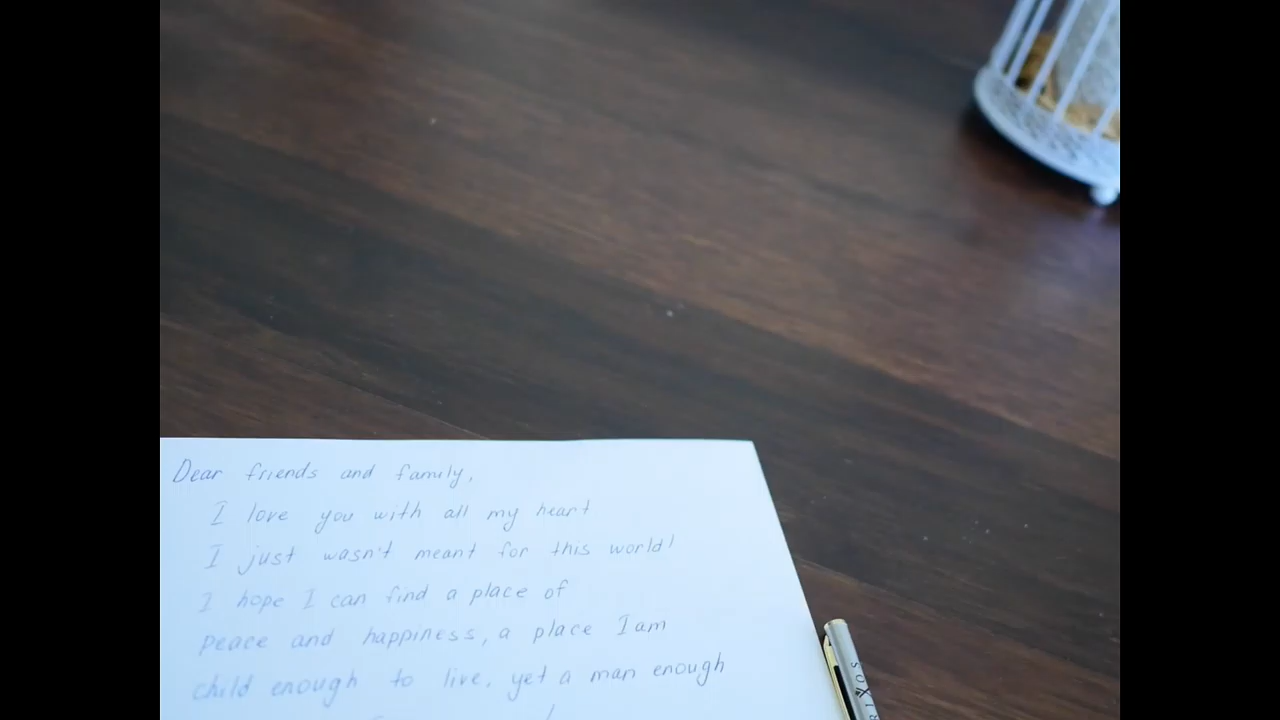 Dear friends and family,
I love you with all my heart
I just wasn't meant for this world!
I hope I can find a place of
peace and happiness, a place I am
child enough to live, yet a man enough
RIXOS